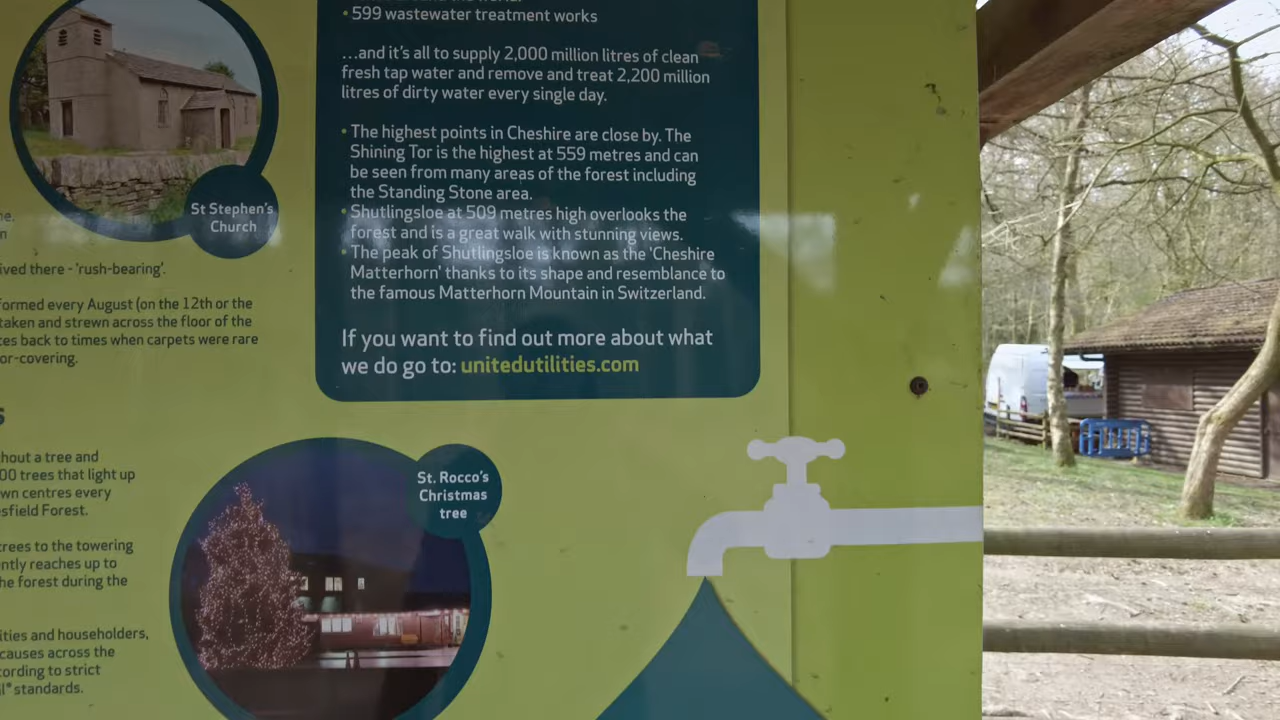 • 599 wastewater treatment works
…and it's all to supply 2,000 million litres of clean
fresh tap water and remove and treat 2,200 million
litres of dirty water every single day.
• The highest points in Cheshire are close by. The
Shining Tor is the highest at 559 metres and can
be seen from many areas of the forest including
the Standing Stone area.
• Shutlingsloe at 509 metres high overlooks the
forest and is a great walk with stunning views.
• The peak of Shutlingsloe is known as the 'Cheshire
Matterhorn' thanks to its shape and resemblance to
the famous Matterhorn Mountain in Switzerland.
If you want to find out more about what
we do go to: unitedutilities.com
St Stephen's
Church
ived there - 'rush-bearing'.
formed every August (on the 12th or the
taken and strewn across the floor of the
es back to times when carpets were rare
or-covering.
hout a tree and
00 trees that light up
wn centres every
esfield Forest.
trees to the towering
ntly reaches up to
he forest during the
ities and householders,
causes across the
cording to strict
standards.
St. Rocco's
Christmas
tree